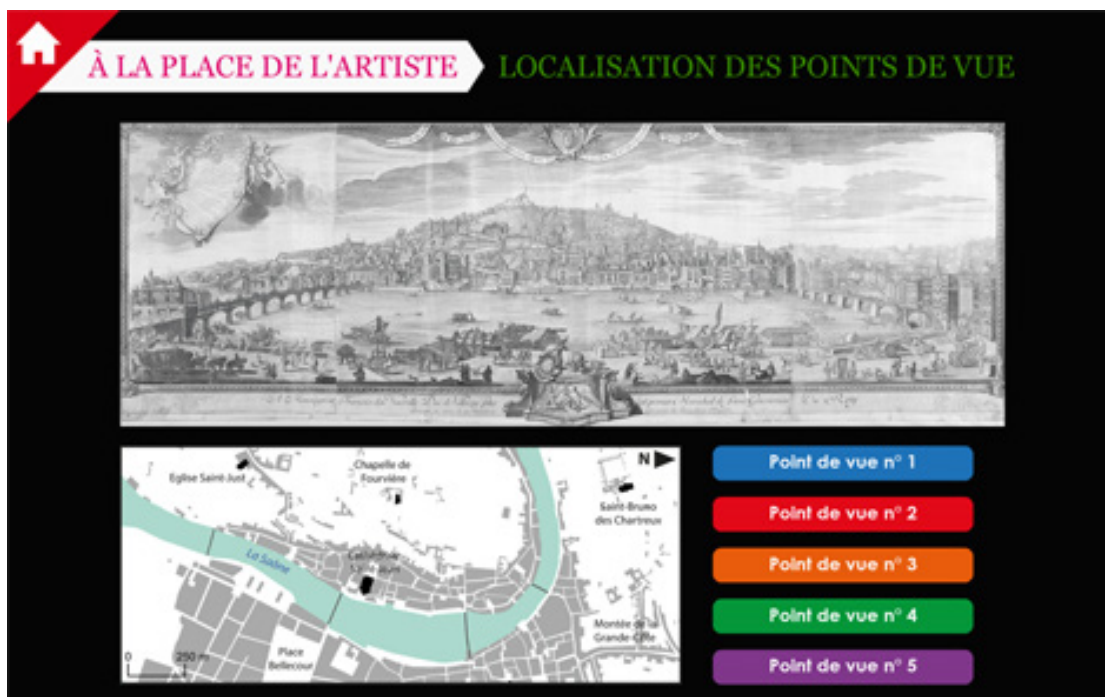 À LA PLACE DE L'ARTISTE
LOCALISATION DES POINTS DE VUE
Eglise Saint-Just
Chapelle de
Fourvière
N
Saint-Bruno
des Chartreux
La Saône
Cathédrale
Montée de la
Grande-Côte
Place
Bellecour
0 250 m
Point de vue n° 1
Point de vue n° 2
Point de vue n° 3
Point de vue n° 4
Point de vue n° 5